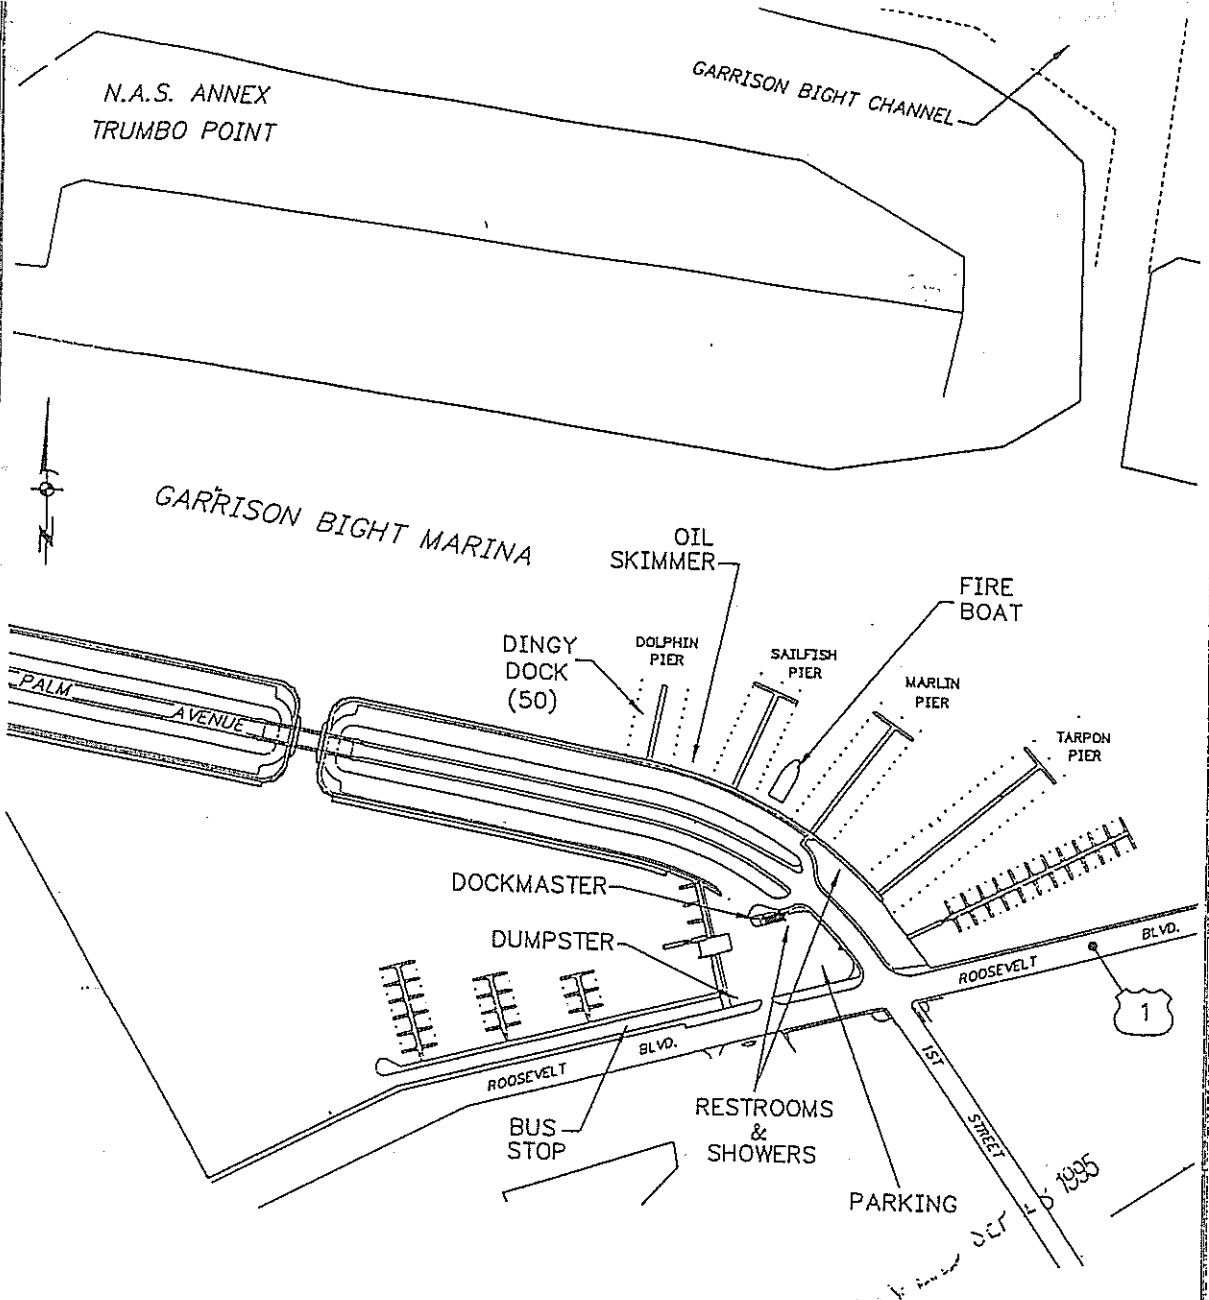 GARRISON BIGHT CHANNEL
N.A.S. ANNEX
TRUMBO POINT
N
GARRISON BIGHT MARINA
OIL
SKIMMER
FIRE
BOAT
DINGY
DOCK
(50)
DOLPHIN
PIER
SAILFISH
PIER
MARLIN
PIER
TARPON
PIER
PALM
AVENUE
DOCKMASTER
DUMPSTER
ROOSEVELT
BLVD.
1
ROOSEVELT
BLVD.
1ST
STREET
BUS
STOP
RESTROOMS
&
SHOWERS
PARKING
1995